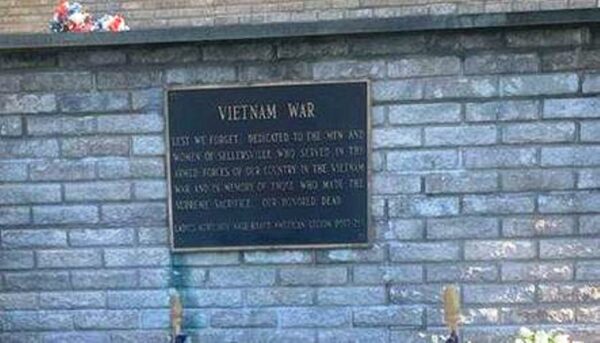 VIETNAM WAR
LEST WE FORGET. DEDICATED TO THE MEN AND
WOMEN OF SELLERSVILLE WHO SERVED IN THE
ARMED FORCES OF OUR COUNTRY IN THE VIETNAM
WAR AND IN MEMORY OF THOSE WHO MADE THE
SUPREME SACRIFICE. OUR HONORED DEAD.
LADIES AUXILIARY AMERICAN LEGION POST